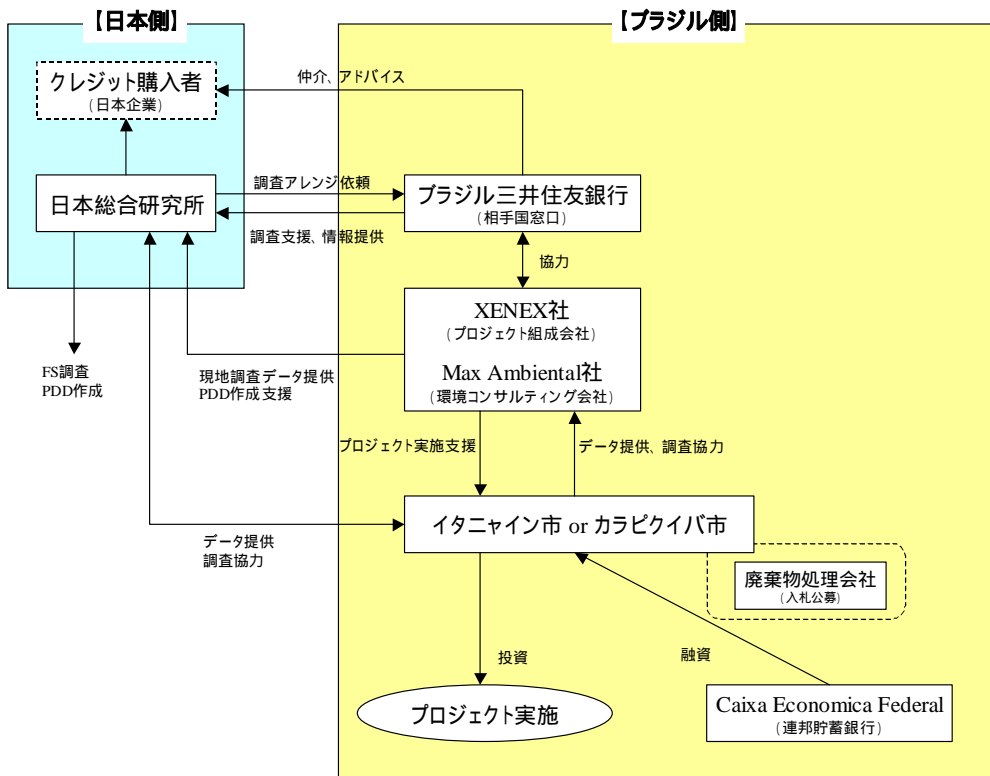 【日本側】
【ブラジル側】
クレジット購入者
(日本企業)
仲介、アドバイス
日本総合研究所
調査アレンジ依頼
調査支援、情報提供
ブラジル三井住友銀行
(相手国窓口)
協力
XENEX社
(プロジェクト組成会社)
Max Ambiental社
(環境コンサルティング会社)
FS調査
PDD作成
現地調査データ提供
PDD作成支援
プロジェクト実施支援
データ提供、調査協力
イタニャイン市 or カラピクイバ市
データ提供
調査協力
廃棄物処理会社
(入札公募)
投資
融資
プロジェクト実施
Caixa Economica Federal
(連邦貯蓄銀行)